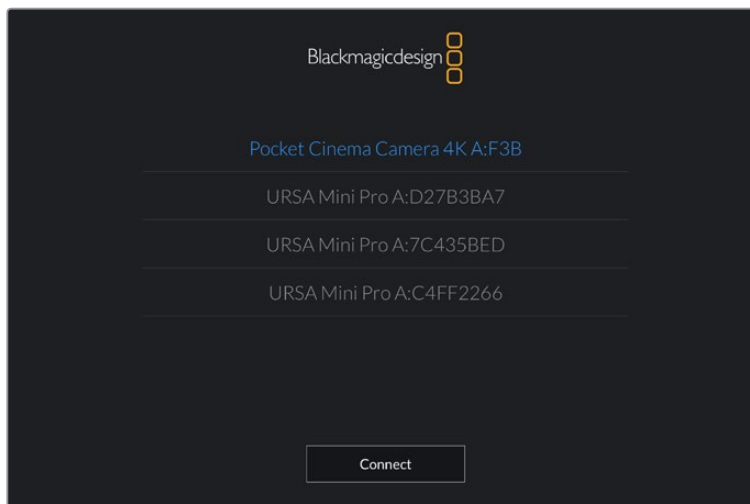 Blackmagicdesign
Pocket Cinema Camera 4K A:F3B
URSA Mini Pro A:D27B3BA7
URSA Mini Pro A:7C435BED
URSA Mini Pro A:C4FF2266
Connect